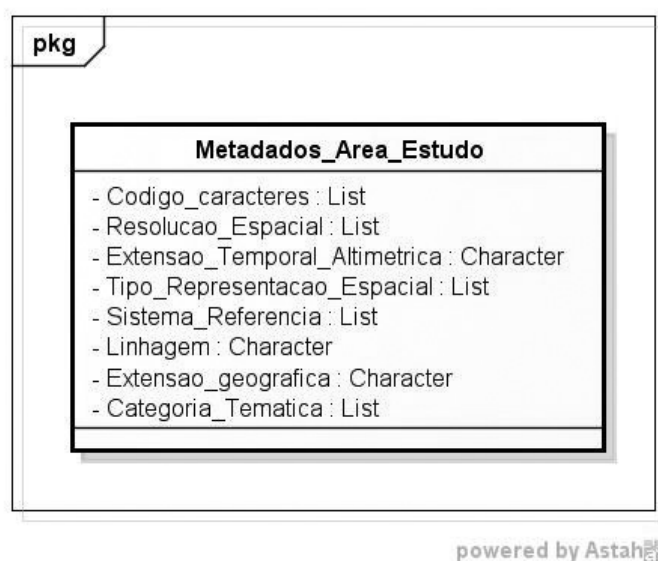 pkg
Metadados_Area_Estudo
- Codigo_caracteres : List
- Resolucao_Espacial : List
- Extensao_Temporal_Altimetrica : Character
- Tipo_Representacao_Espacial : List
- Sistema_Referencia : List
- Linhagem : Character
- Extensao_geografica : Character
- Categoria_Tematica : List
powered by Astah